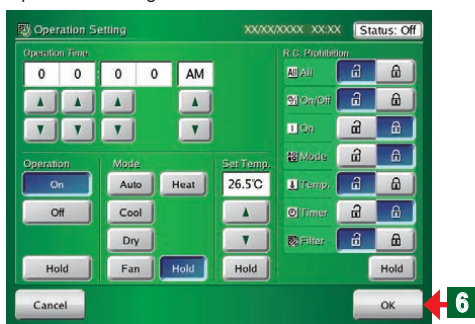 Operation Setting XX/XX/XXXX XX:XX Status: Off
Operation Time
0 0 0 0 AM
R.C. Prohibition
All All
On/Off
On
Mode
Temp.
Timer
Filter
Hold
Operation
On
Off
Hold
Mode
Auto Heat
Cool
Dry
Fan Hold
Set Temp.
26.5°C
Hold
Cancel OK 6